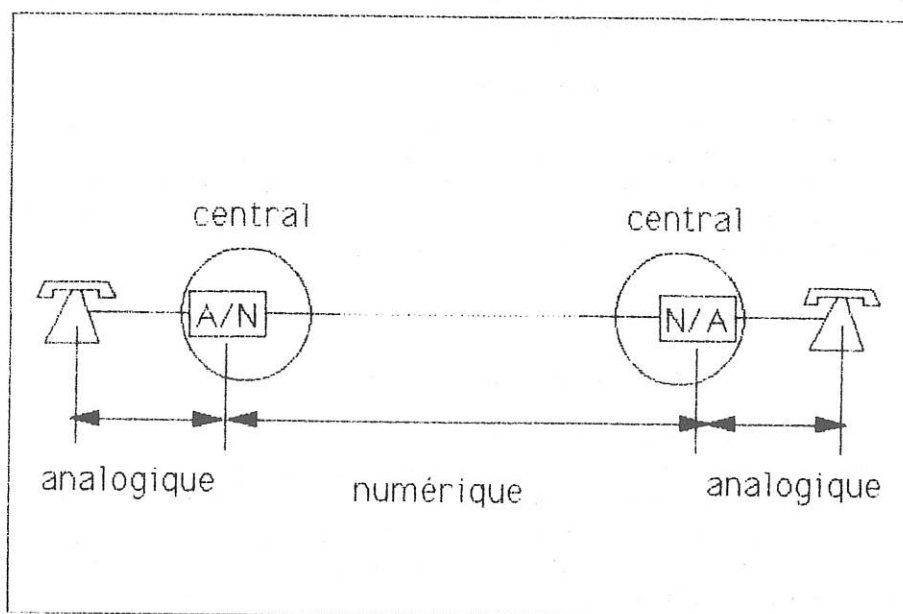 central
central
A/N
N/A
analogique
numérique
analogique